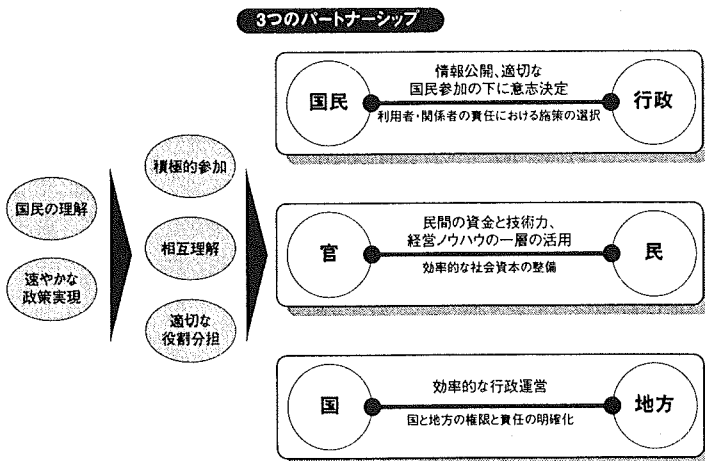 3つのパートナーシップ
国民の理解
速やかな
政策実現
積極的参加
相互理解
適切な
役割分担
国民
情報公開、適切な
国民参加の下に意志決定
利用者・関係者の責任における施策の選択
行政
官
民間の資金と技術力、
経営ノウハウの一層の活用
効率的な社会資本の整備
民
国
効率的な行政運営
国と地方の権限と責任の明確化
地方